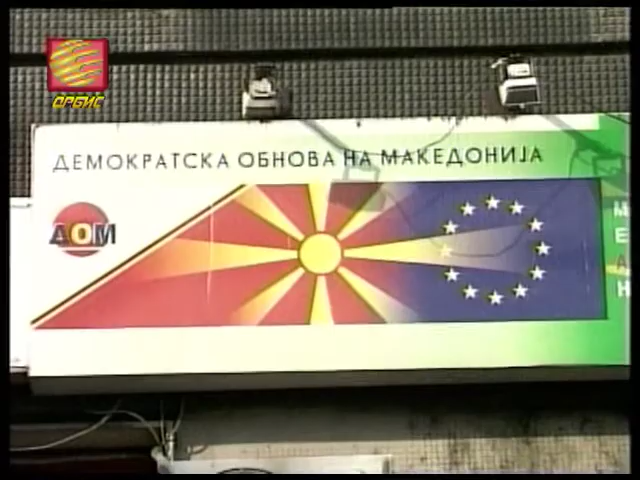 ОРБИС
ДЕМОКРАТСКА ОБНОВА НА МАКЕДОНИЈА
ДОМ
М
Е
Л
Н